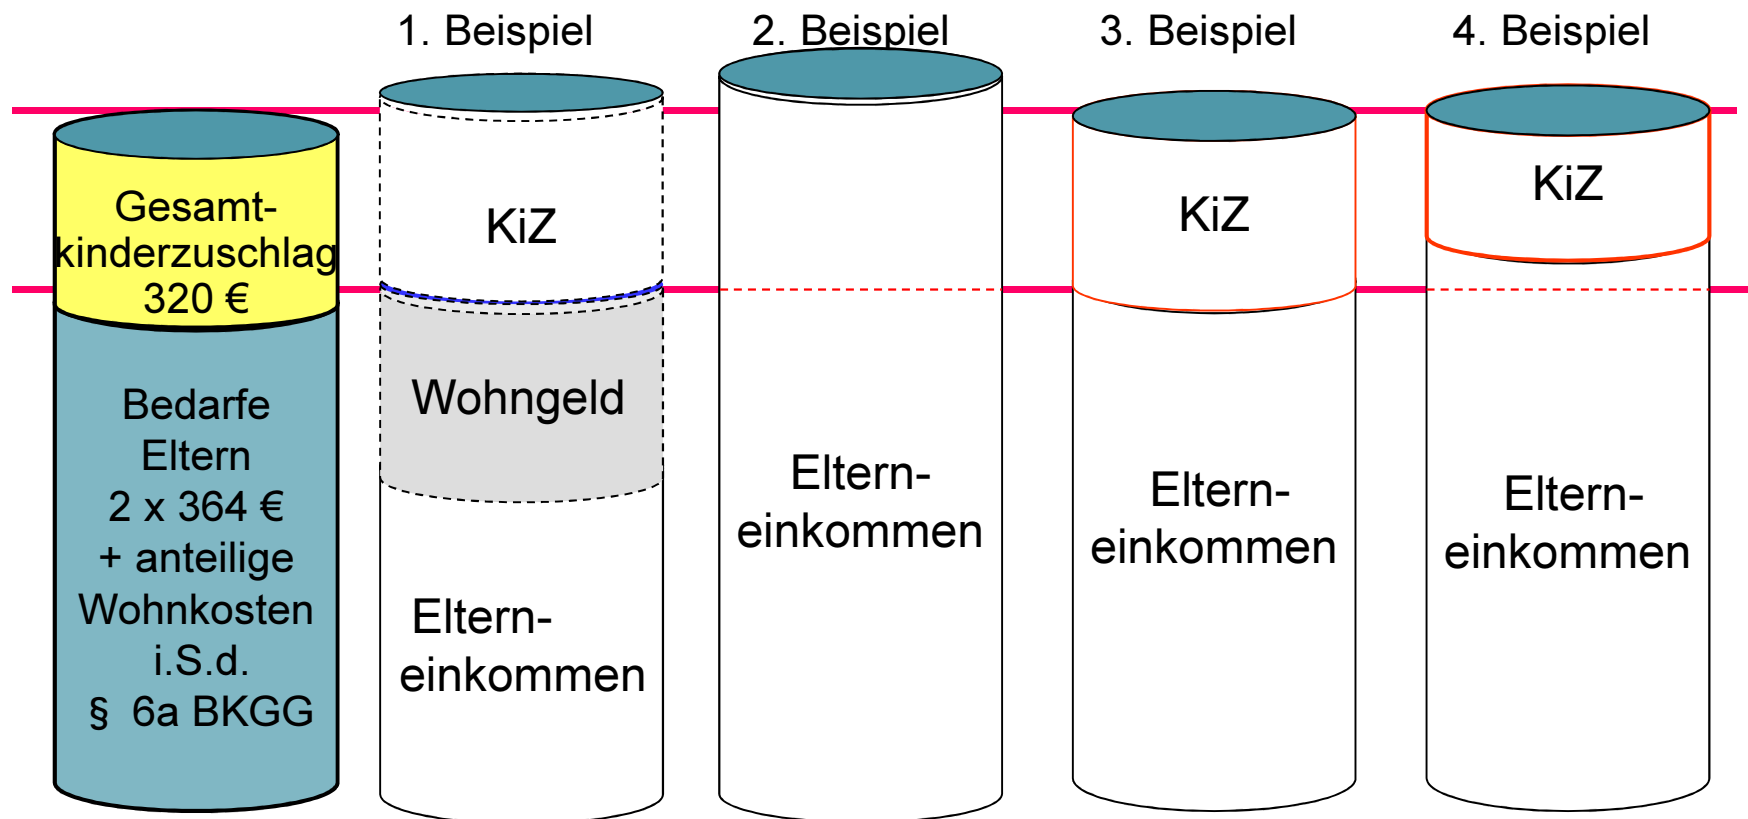 1. Beispiel
2. Beispiel
3. Beispiel
4. Beispiel
Gesamt-
kinderzuschlag
320 €
Bedarfe
Eltern
2 x 364 €
+ anteilige
Wohnkosten
i.S.d.
§ 6a BKGG
KiZ
Wohngeld
Eltern-
einkommen
Eltern-
einkommen
KiZ
Eltern-
einkommen
KiZ
Eltern-
einkommen